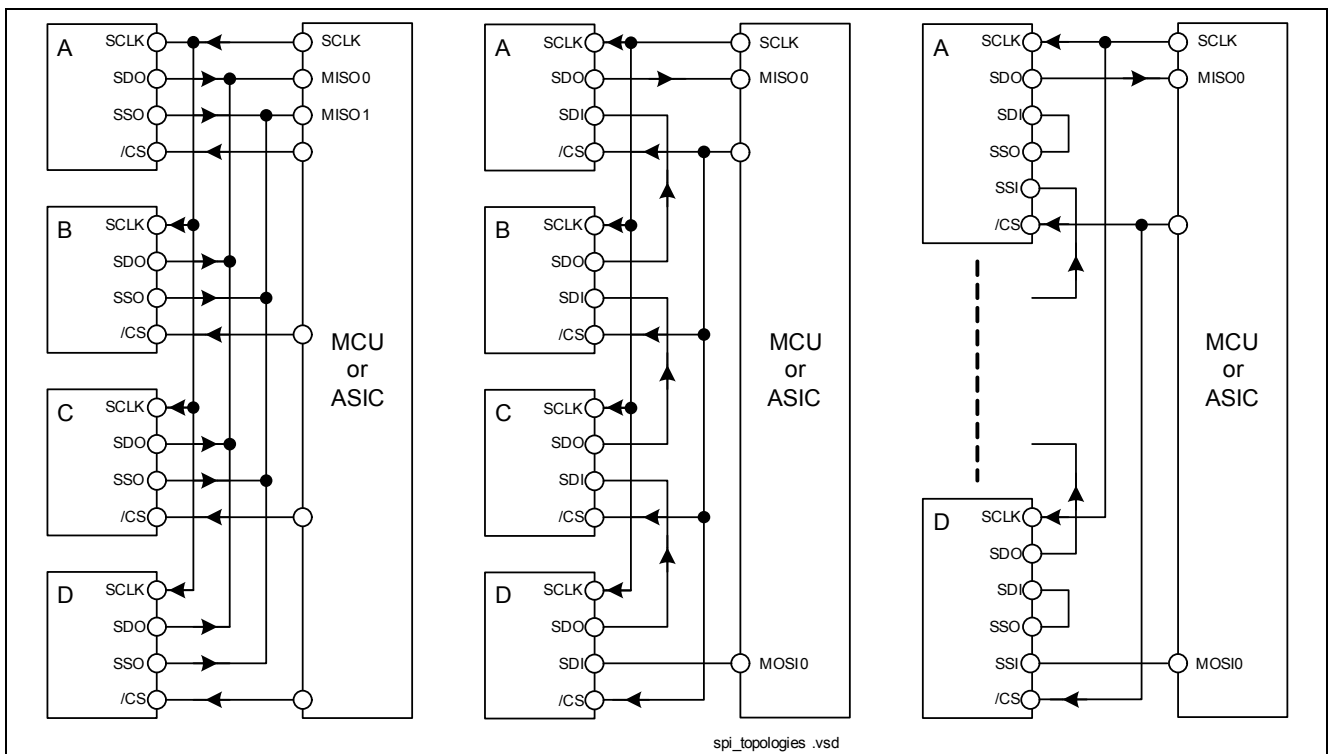 A
SCLK
SDO
SSO
/CS
B
SCLK
SDO
SSO
/CS
C
SCLK
SDO
SSO
/CS
D
SCLK
SDO
SSO
/CS
SCLK
MISO0
MISO1
MCU
or
ASIC
A
SCLK
SDO
SDI
/CS
B
SCLK
SDO
SDI
/CS
C
SCLK
SDO
SDI
/CS
D
SCLK
SDO
SDI
/CS
SCLK
MISO0
MCU
or
ASIC
MOSI0
A
SCLK
SDO
SDI
SSO
SSI
/CS
D
SCLK
SDO
SDI
SSO
SSI
/CS
SCLK
MISO0
MCU
or
ASIC
MOSI0
spi_topologies .vsd